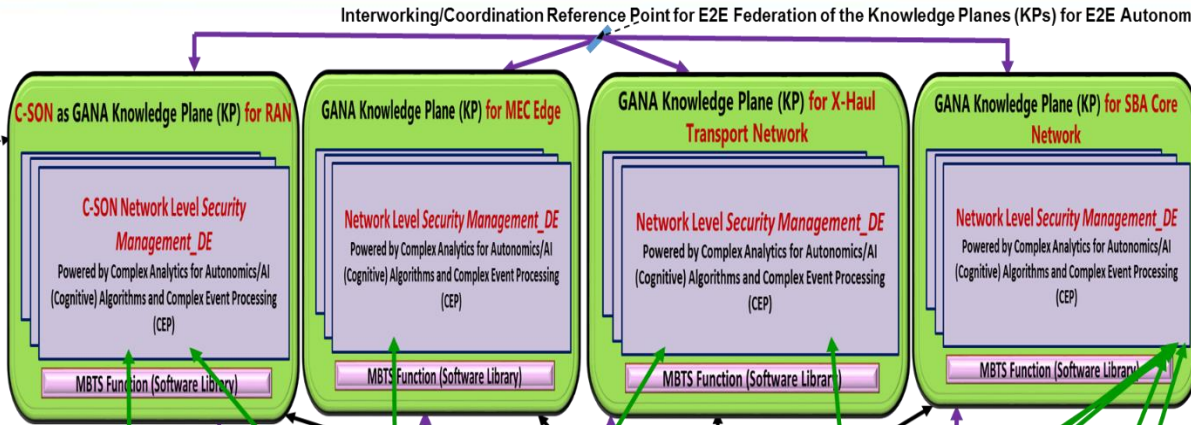 Interworking/Coordination Reference Point for E2E Federation of the Knowledge Planes (KPs) for E2E Autonom
C-SON as GANA Knowledge Plane (KP) for RAN
C-SON Network Level Security
Management_DE
Powered by Complex Analytics for Autonomics/AI
(Cognitive) Algorithms and Complex Event Processing
(CEP)
MBTS Function (Software Library)
GANA Knowledge Plane (KP) for MEC Edge
Network Level Security Management_DE
Powered by Complex Analytics for Autonomics/AI
(Cognitive) Algorithms and Complex Event Processing
(CEP)
MBTS Function (Software Library)
GANA Knowledge Plane (KP) for X-Haul
Transport Network
Network Level Security Management_DE
Powered by Complex Analytics for Autonomics/AI
(Cognitive) Algorithms and Complex Event Processing
(CEP)
MBTS Function (Software Library)
GANA Knowledge Plane (KP) for SBA Core
Network
Network Level Security Management_DE
Powered by Complex Analytics for Autonomics/AI
(Cognitive) Algorithms and Complex Event Processing
(CEP)
MBTS Function (Software Library)